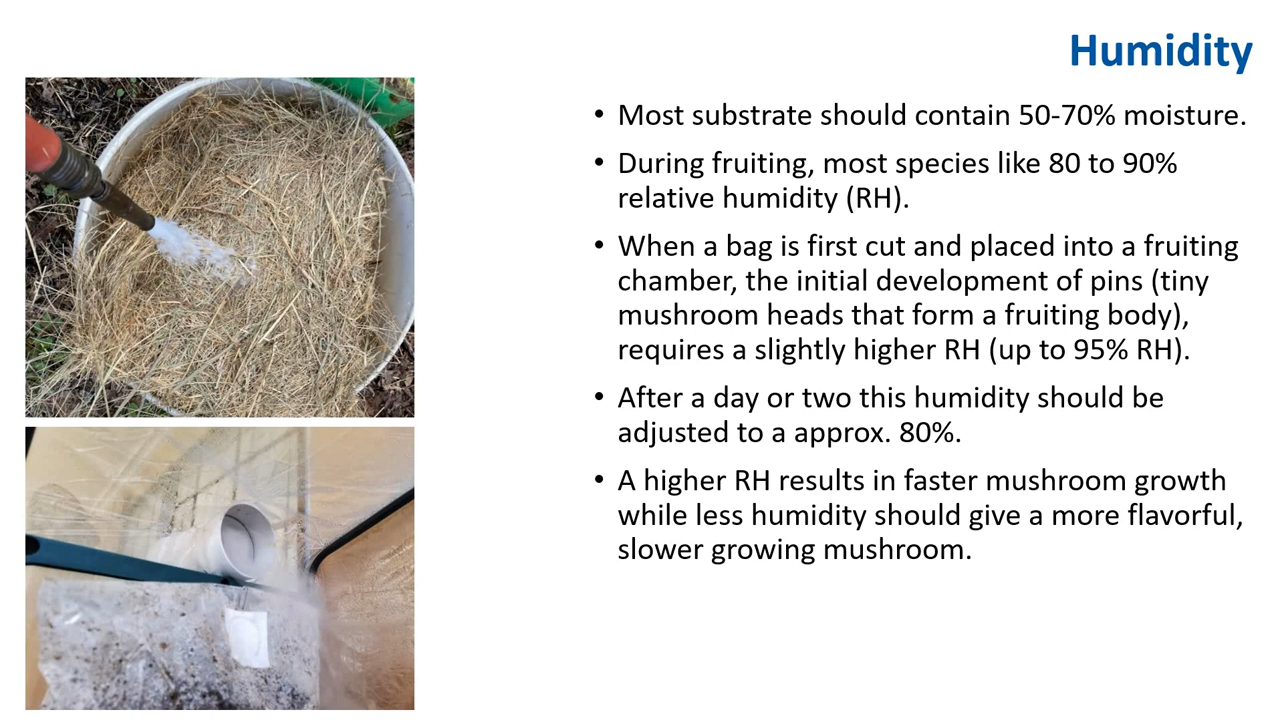 Humidity
• Most substrate should contain 50-70% moisture.
• During fruiting, most species like 80 to 90%
relative humidity (RH).
• When a bag is first cut and placed into a fruiting
chamber, the initial development of pins (tiny
mushroom heads that form a fruiting body),
requires a slightly higher RH (up to 95% RH).
• After a day or two this humidity should be
adjusted to a approx. 80%.
• A higher RH results in faster mushroom growth
while less humidity should give a more flavorful,
slower growing mushroom.